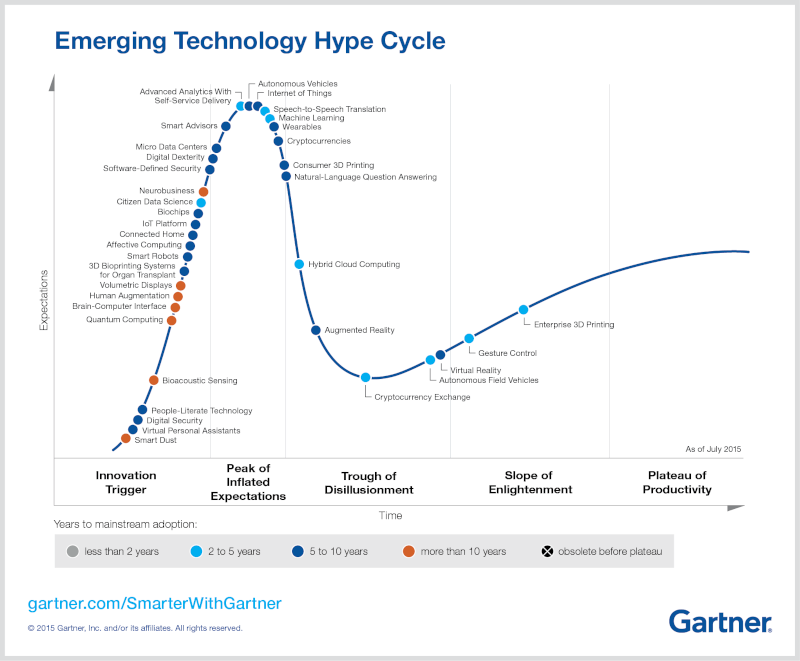 Emerging Technology Hype Cycle
Expectations
Autonomous Vehicles
Advanced Analytics With
Self-Service Delivery
Internet of Things
Speech-to-Speech Translation
Machine Learning
Smart Advisors
Wearables
Cryptocurrencies
Micro Data Centers
Digital Dexterity
Software-Defined Security
Consumer 3D Printing
Natural-Language Question Answering
Neurobusiness
Citizen Data Science
Biochips
IoT Platform
Connected Home
Affective Computing
Smart Robots
3D Bioprinting Systems
for Organ Transplant
Hybrid Cloud Computing
Volumetric Displays
Human Augmentation
Brain-Computer Interface
Quantum Computing
Augmented Reality
Enterprise 3D Printing
Gesture Control
Virtual Reality
Autonomous Field Vehicles
Cryptocurrency Exchange
Bioacoustic Sensing
People-Literate Technology
Digital Security
Virtual Personal Assistants
Smart Dust
As of July 2015
Innovation
Trigger
Peak of
Inflated
Expectations
Trough of
Disillusionment
Slope of
Enlightenment
Plateau of
Productivity
Time
Years to mainstream adoption:
less than 2 years
2 to 5 years
5 to 10 years
more than 10 years
obsolete before plateau
gartner.com/SmarterWithGartner
© 2015 Gartner, Inc. and/or its affiliates. All rights reserved.
Gartner®